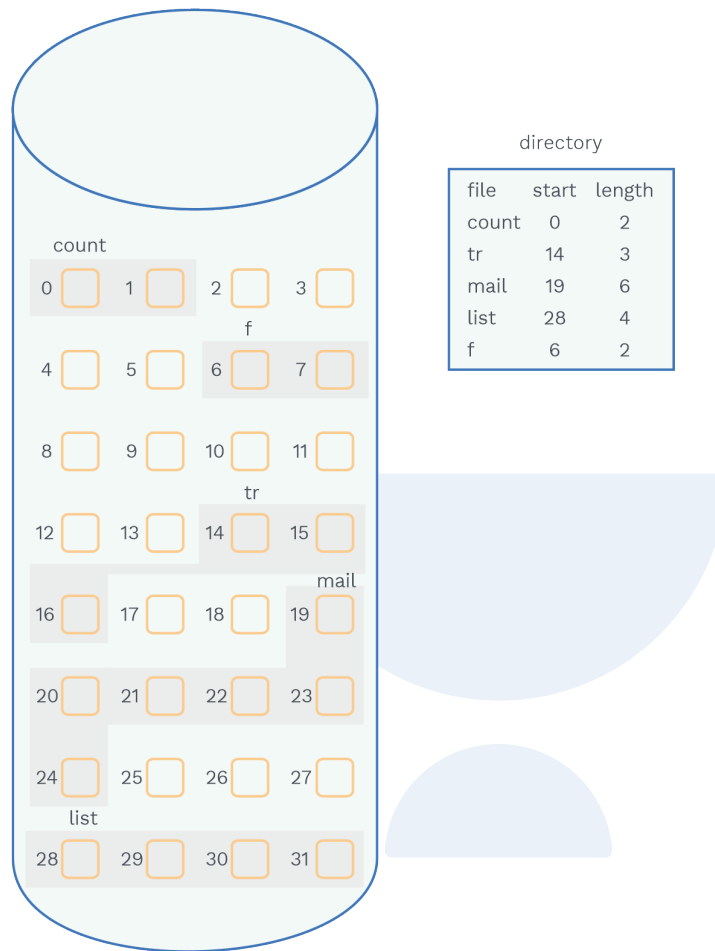 directory
file start length
count 0 2
tr 14 3
mail 19 6
list 28 4
f 6 2
count
0 1 2 3
f
4 5 6 7
8 9 10 11
tr
12 13 14 15
mail
16 17 18 19
20 21 22 23
24 25 26 27
list
28 29 30 31